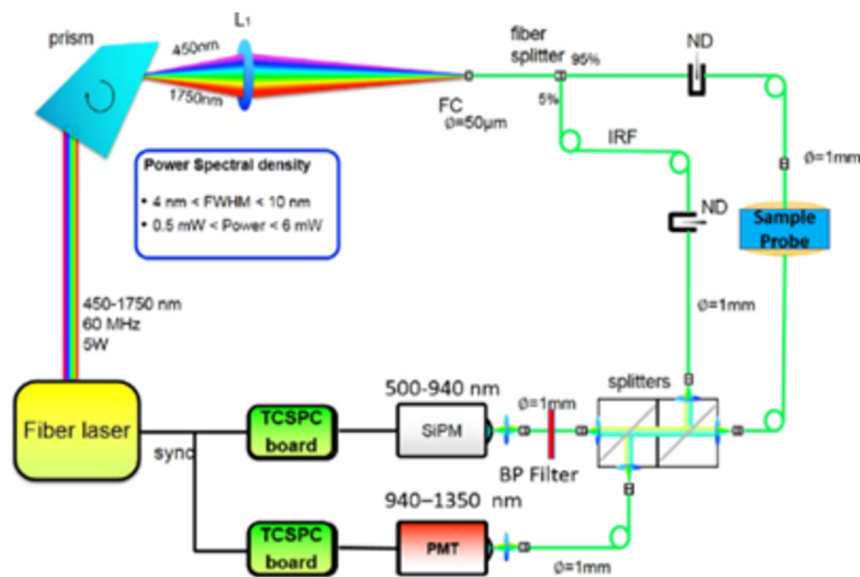 prism
L₁
450nm
1750nm
FC
Ø=50µm
fiber
splitter
95%
5%
ND
IRF
ND
Ø=1mm
Sample
Probe
Ø=1mm
Power Spectral density
• 4 nm < FWHM < 10 nm
• 0.5 mW < Power < 6 mW
450-1750 nm
60 MHz
5W
Fiber laser
sync
TCSPC
board
500-940 nm
SiPM
Ø=1mm
BP Filter
splitters
TCSPC
board
940–1350 nm
PMT
Ø=1mm